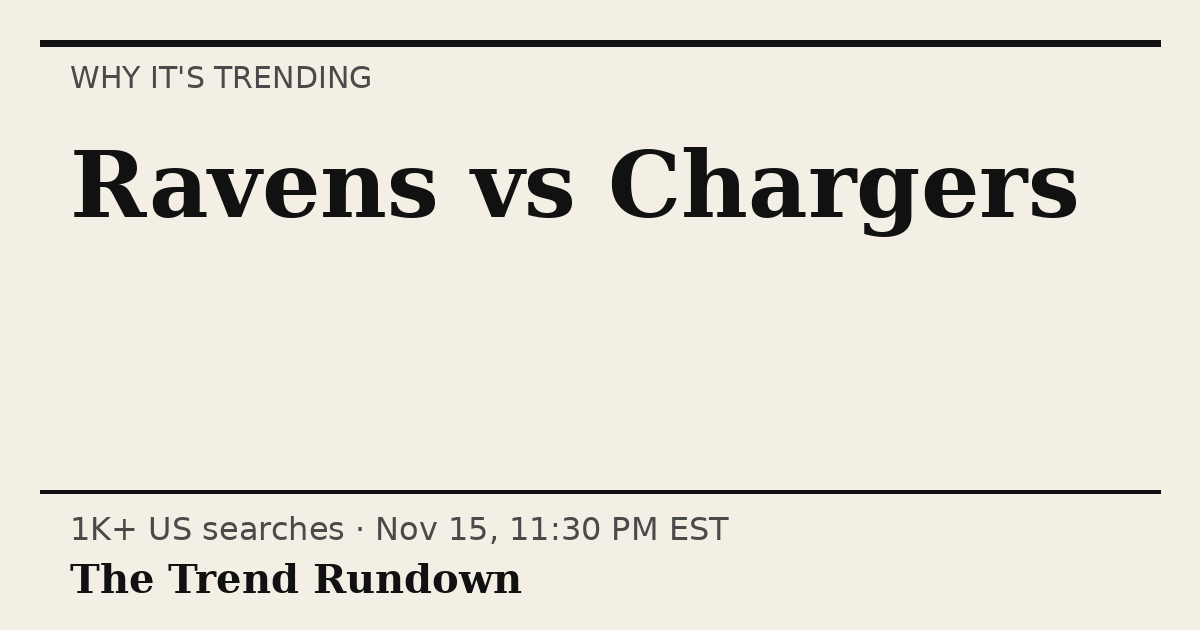 WHY IT'S TRENDING
Ravens vs Chargers
1K+ US searches · Nov 15, 11:30 PM EST
The Trend Rundown